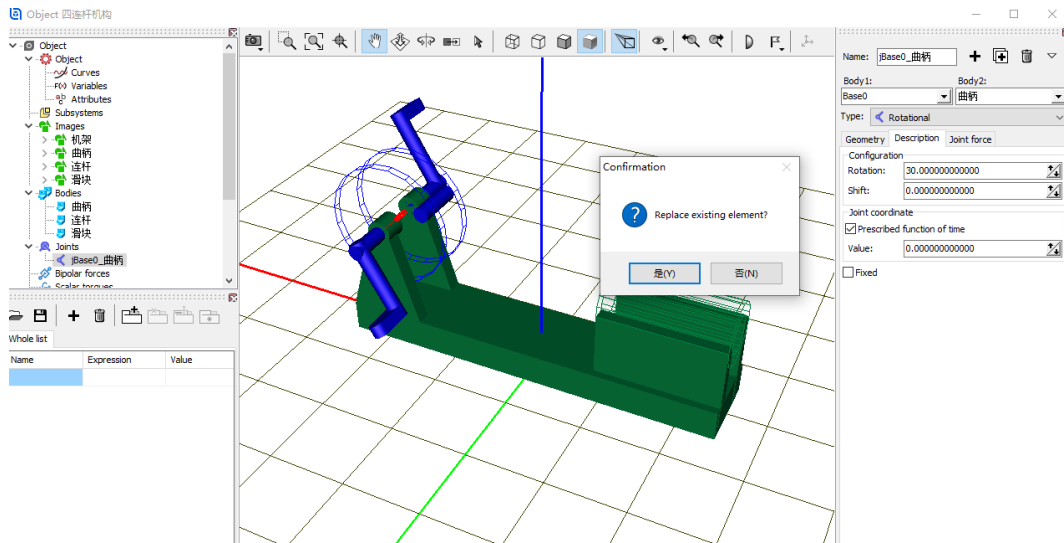 Object 四连杆机构
Object
Object
Curves
F(x) Variables
Attributes
Subsystems
Images
机架
曲柄
连杆
滑块
Bodies
曲柄
连杆
滑块
Joints
jBase0_曲柄
Bipolar forces
Scalar torques
Whole list
Name Expression Value
Confirmation
Replace existing element?
是(Y) 否(N)
Name: jBase0_曲柄
Body1: Body2:
Base0 曲柄
Type: Rotational
Geometry Description Joint force
Configuration
Rotation: 30.000000000000
Shift: 0.000000000000
Joint coordinate
Prescribed function of time
Value: 0.000000000000
Fixed